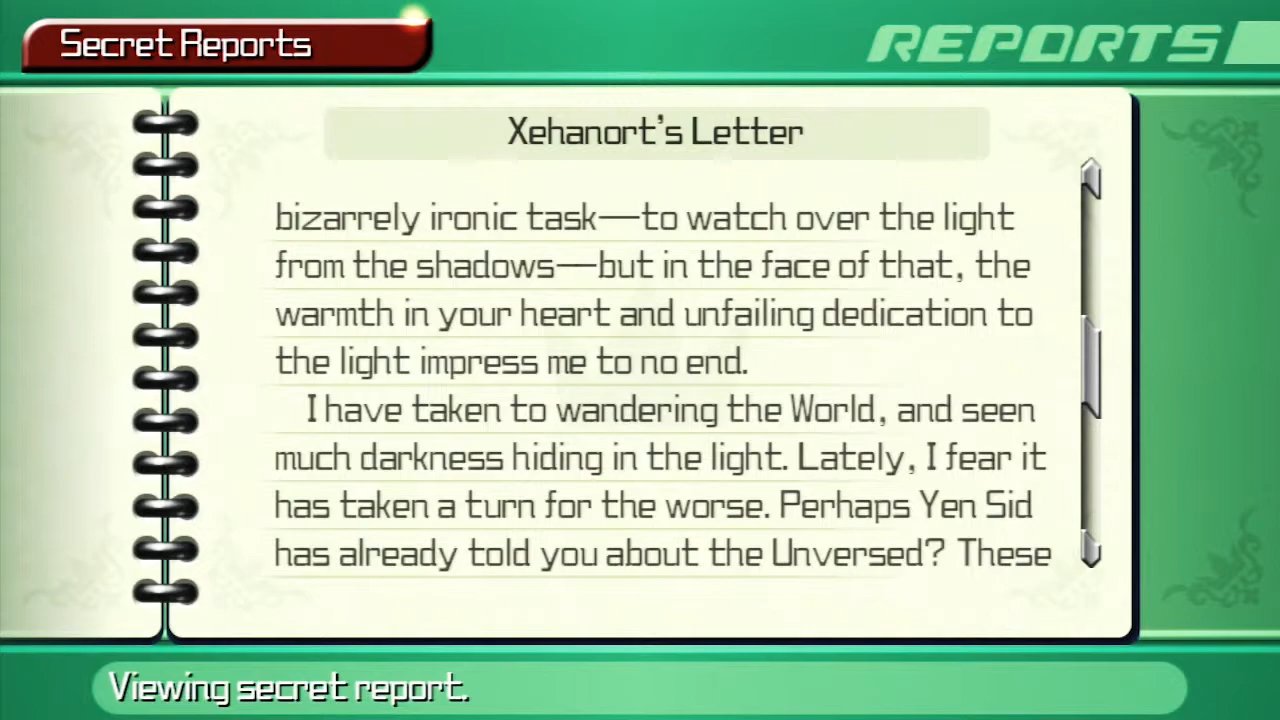 Secret Reports
REPORTS
Xehanort's Letter
bizarrely ironic task—to watch over the light
from the shadows—but in the face of that, the
warmth in your heart and unfailing dedication to
the light impress me to no end.
I have taken to wandering the World, and seen
much darkness hiding in the light. Lately, I fear it
has taken a turn for the worse. Perhaps Yen Sid
has already told you about the Unversed? These
Viewing secret report.